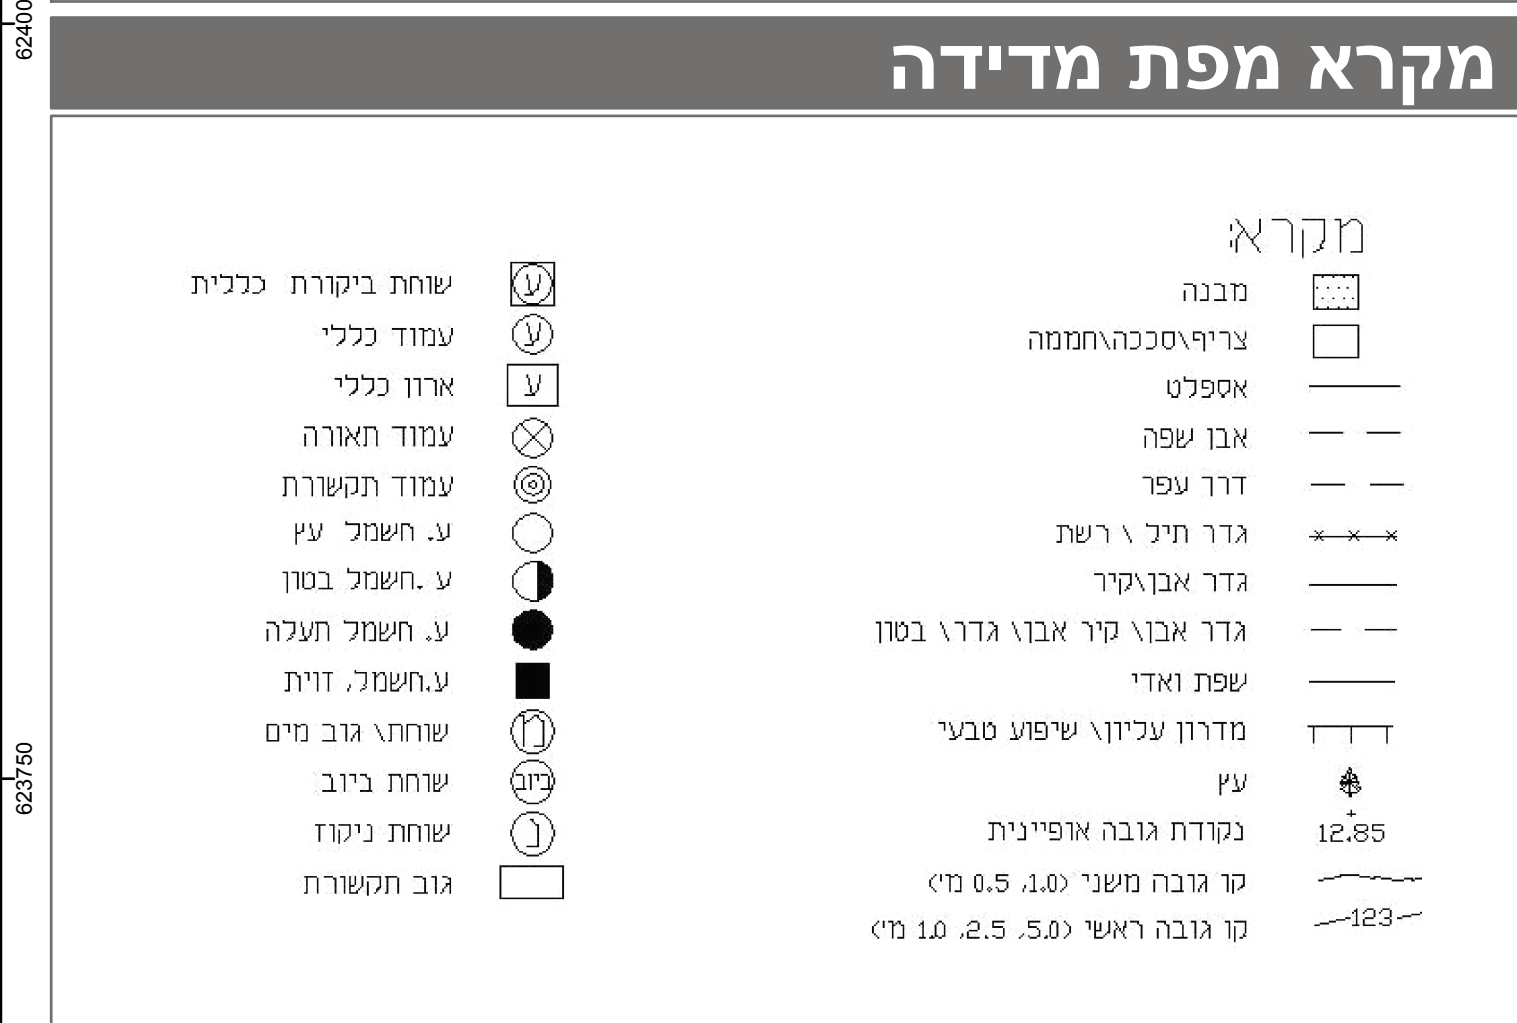 62400
מקרא מפת מדידה
מקרא:
מבנה
צריף\סככה\חממה
אספלט
אבן שפה
דרך עפר
גדר תיל \ רשת
גדר אבן\קיר
גדר אבן\ קיר אבן\ גדר\ בטון
שפת ואדי
מדרון עליון\ שיפוע טבעי
עץ
נקודת גובה אופיינית
12.85
קו גובה משני (1.0, 0.5 מ')
קו גובה ראשי (5.0, 2.5, 1.0 מ')
123
שוחת ביקורת כללית
ע
עמוד כללי
ע
ארון כללי
ע
עמוד תאורה
עמוד תקשורת
ע. חשמל עץ
ע .חשמל בטון
ע. חשמל תעלה
ע.חשמל, זוית
שוחת\ גוב מים
מ
שוחת ביוב
ביוב
שוחת ניקוז
נ
גוב תקשורת
623750